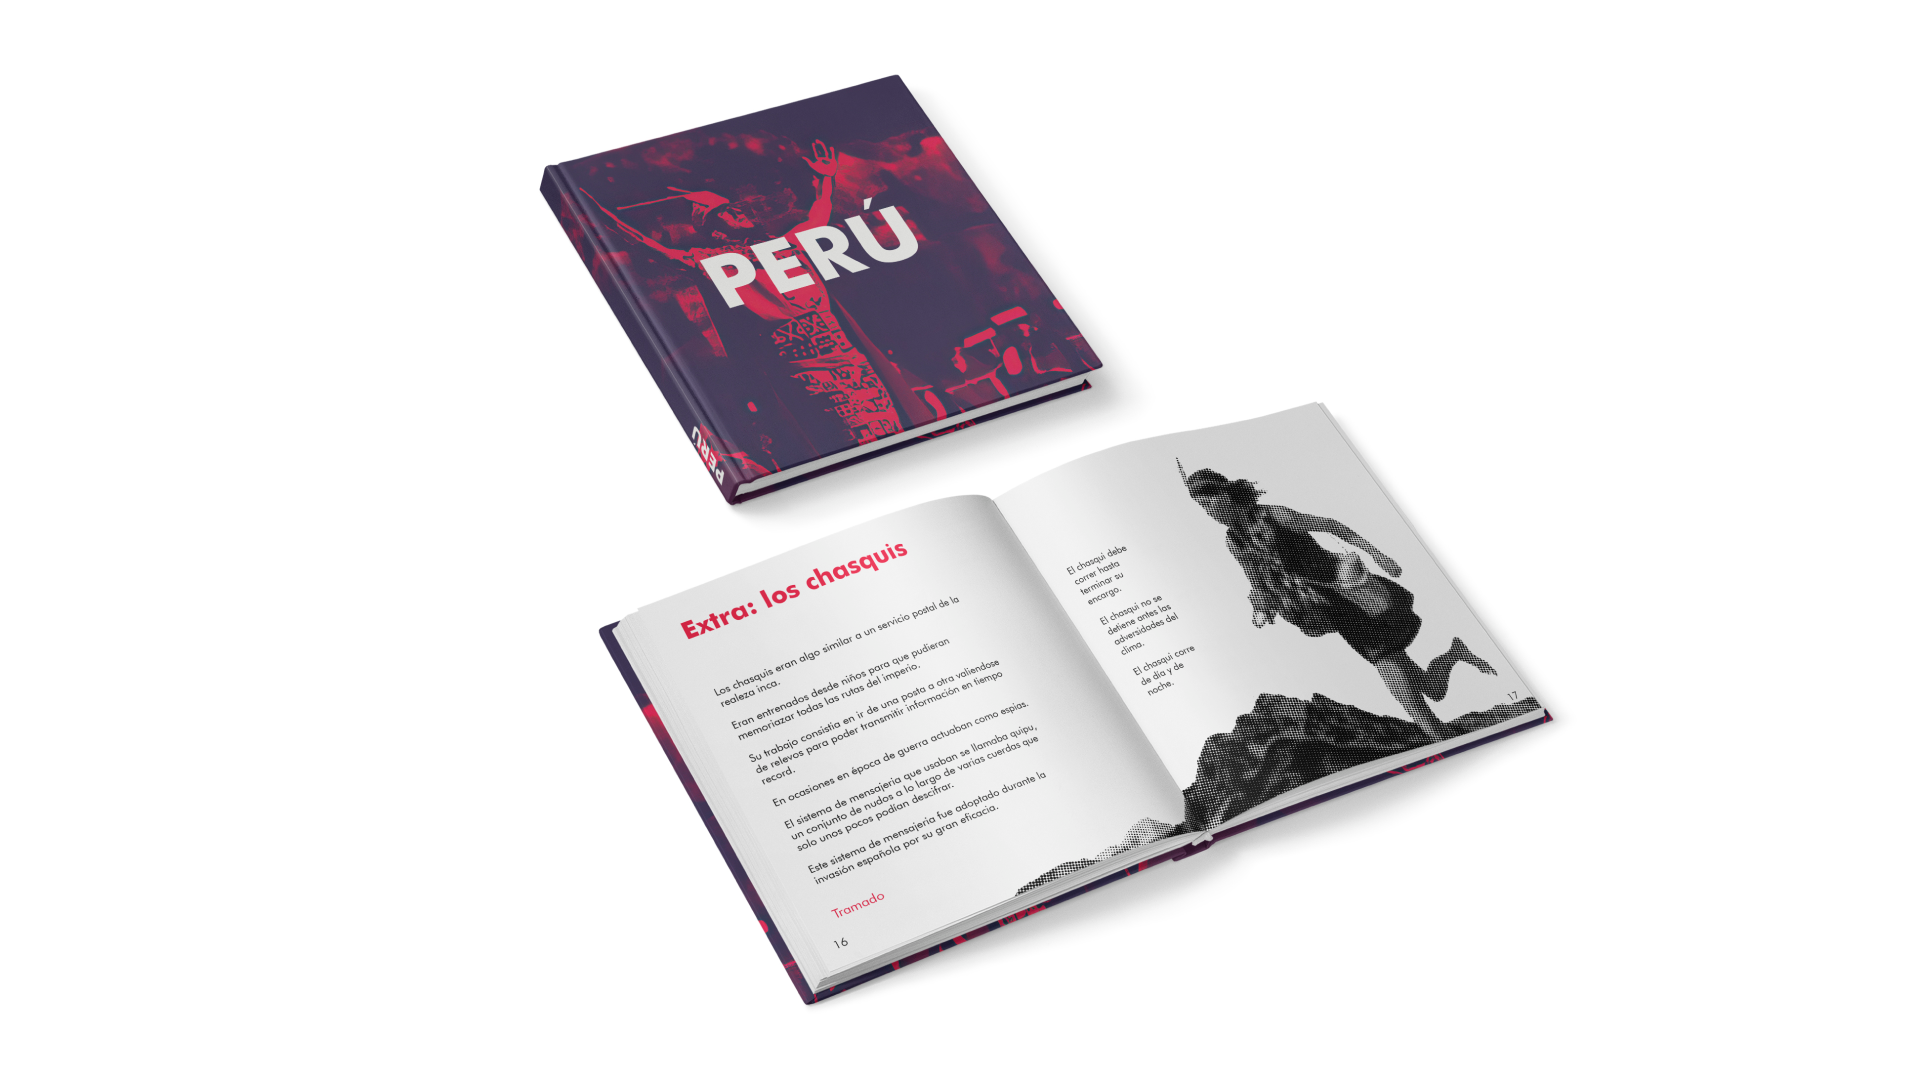 PERÚ
PERÚ
Extra: los chasquis
Los chasquis eran algo similar a un servicio postal de la
realeza inca.
Eran entrenados desde niños para que pudieran
memoriazar todas las rutas del imperio.
Su trabajo consistia en ir de una posta a otra valiendose
de relevos para poder transmitir información en tiempo
record.
En ocasiones en época de guerra actuaban como espias.
El sistema de mensajeria que usaban se llamaba quipu,
un conjunto de nudos a lo largo de varias cuerdas que
solo unos pocos podían descifrar.
Este sistema de mensajería fue adoptado durante la
invasión española por su gran eficacia.
Tramado
16
El chasqui debe
correr hasta
terminar su
encargo.
El chasqui no se
detiene antes las
adversidades del
clima.
El chasqui corre
de día y de
noche.
17